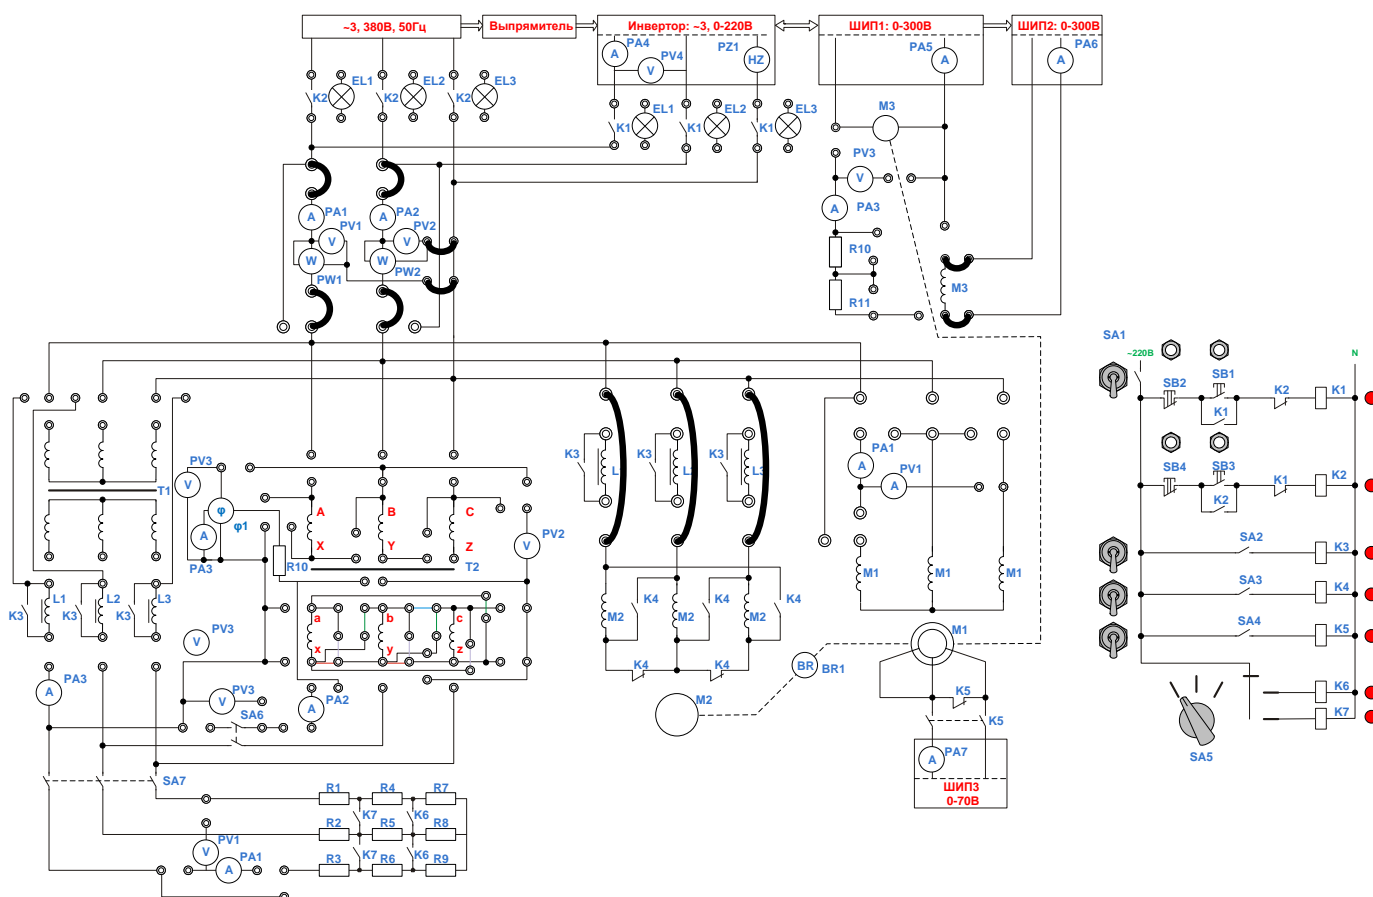 ~3, 380В, 50Гц
Выпрямитель
Инвертор: ~3, 0-220В
ШИП1: 0-300В
ШИП2: 0-300В
PA4
PV4
PZ1
PA5
PA6
A
V
HZ
A
A
K2
EL1
K2
EL2
K2
EL3
K1
EL1
K1
EL2
K1
EL3
M3
PV3
V
A
PA3
R10
R11
M3
A
PA1
A
PA2
PV1
V
PV2
V
W
W
PW1
PW2
SA1
~220В
N
SB2
SB1
K2
K1
K1
SB4
SB3
K1
K2
K2
SA2
K3
SA3
K4
SA4
K5
K6
K7
SA5
T1
PV3
V
φ
φ1
A
PA3
R10
A
B
C
X
Y
Z
T2
PV2
V
K3
L
K3
L
K3
L3
PA1
A
PV1
A
M1
M1
M1
K3
L1
K3
L2
K3
L3
a
b
c
x
y
z
M2
K4
M2
K4
M2
K4
K4
K4
M1
BR
BR1
M2
PV3
V
PA3
A
PV3
V
SA6
A
PA2
K5
K5
PA7
A
ШИП3
0-70В
SA7
R1
R4
R7
K7
K6
R2
R5
R8
PV1
V
K7
K6
PA1
A
R3
R6
R9